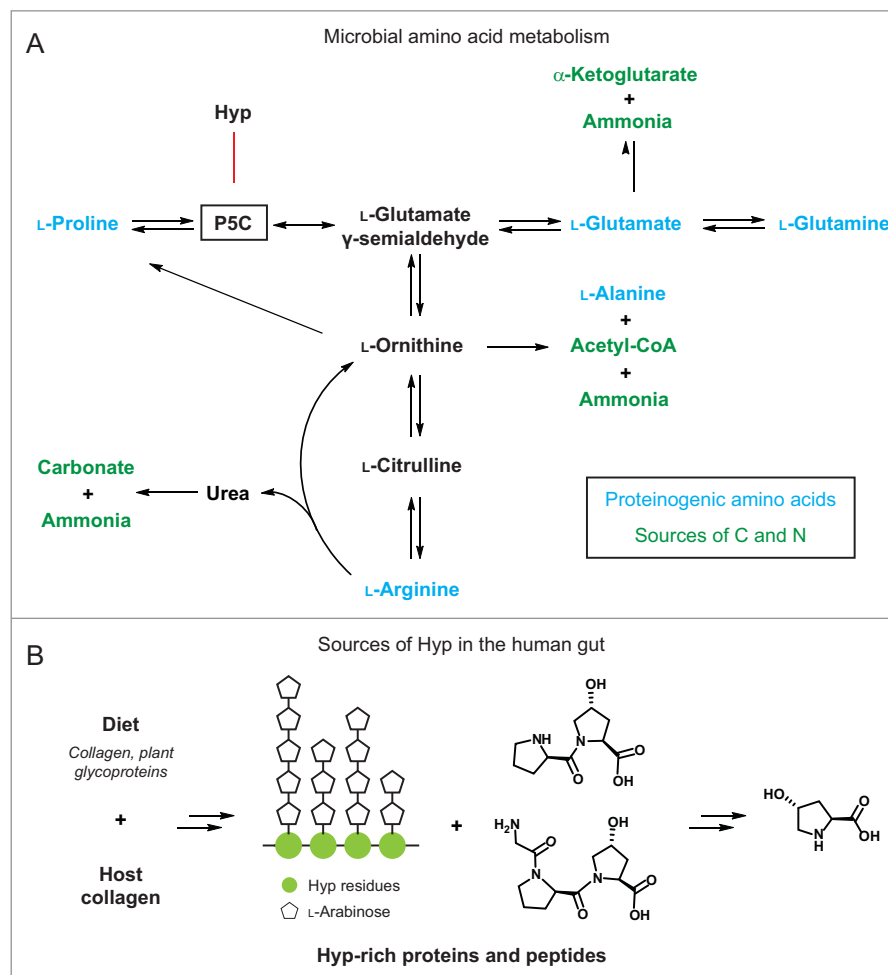 A
Microbial amino acid metabolism
α-Ketoglutarate
+
Ammonia
Hyp
L-Proline
P5C
L-Glutamate
γ-semialdehyde
L-Glutamate
L-Glutamine
L-Alanine
+
Acetyl-CoA
+
Ammonia
L-Ornithine
L-Citrulline
Carbonate
+
Ammonia
Urea
L-Arginine
Proteinogenic amino acids
Sources of C and N
B
Sources of Hyp in the human gut
Diet
Collagen, plant
glycoproteins
+
Host
collagen
Hyp residues
L-Arabinose
+
OH
NH
N
O
O
OH
H2N
O
N
O
N
OH
O
OH
Hyp-rich proteins and peptides
HO
N
H
O
OH